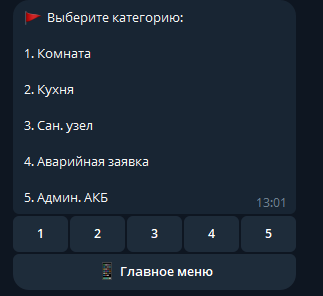 🚩 Выберите категорию:
1. Комната
2. Кухня
3. Сан. узел
4. Аварийная заявка
5. Админ. АКБ
13:01
1 2 3 4 5
📱 Главное меню